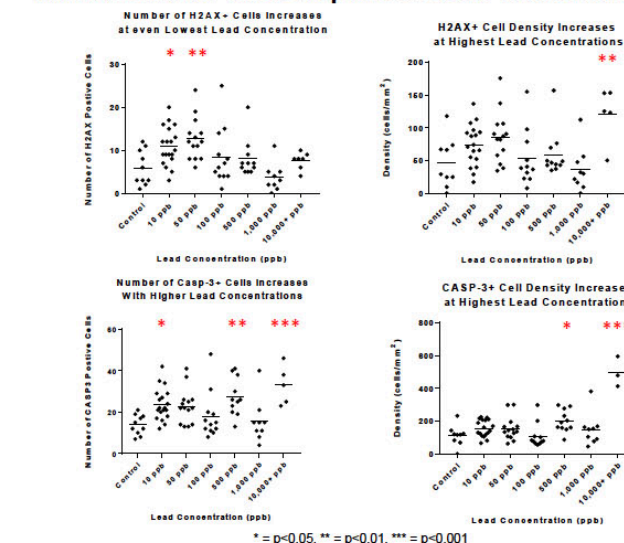 Number of H2AX+ Cells Increases
at even Lowest Lead Concentration
* **
Number of H2AX Postive Cells
30
20
10
0
Control
10 ppb
50 ppb
100 ppb
500 ppb
1,000 ppb
10,000+ ppb
Lead Concentration (ppb)
H2AX+ Cell Density Increases
at Highest Lead Concentrations
**
Density (cells/mm²)
200
150
100
50
0
Control
10 ppb
50 ppb
100 ppb
500 ppb
1,000 ppb
10,000+ ppb
Lead Concentration (ppb)
Number of Casp-3+ Cells Increases
With Higher Lead Concentrations
* ** ***
Number of CASP3 Postive Cells
60
40
20
0
Control
10 ppb
50 ppb
100 ppb
500 ppb
1,000 ppb
10,000+ ppb
Lead Concentration (ppb)
CASP-3+ Cell Density Increase
at Highest Lead Concentration
* **
Density (cells/mm²)
800
600
400
200
0
Control
10 ppb
50 ppb
100 ppb
500 ppb
1,000 ppb
10,000+ ppb
Lead Concentration (ppb)
* = p<0.05, ** = p<0.01, *** = p<0.001